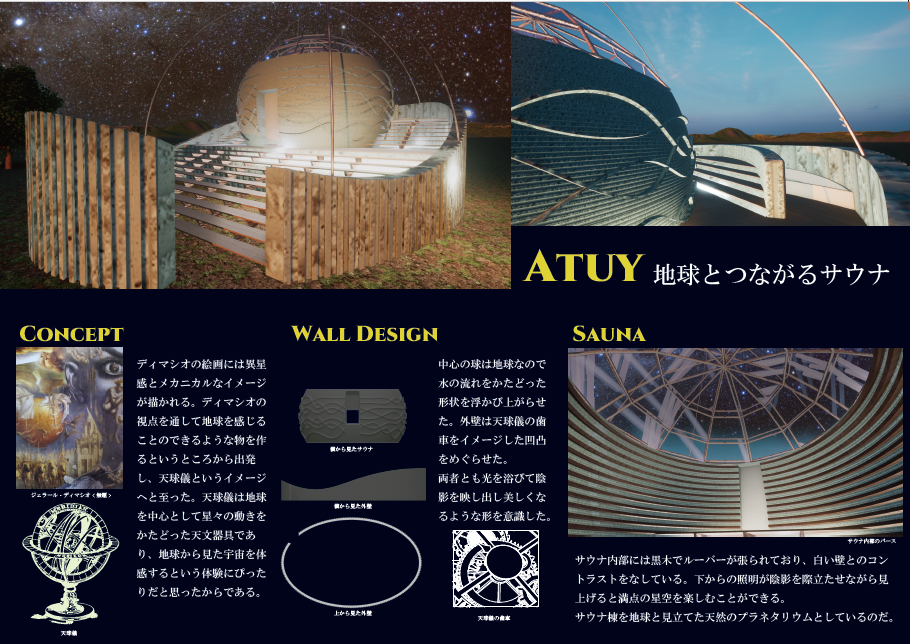 ATUY 地球とつながるサウナ
CONCEPT
ディマシオの絵画には異星
感とメカニカルなイメージ
が描かれる。ディマシオの
視点を通して地球を感じる
ことのできるような物を作
るというところから出発
し、天球儀というイメージ
へと至った。天球儀は地球
を中心として星々の動きを
かたどった天文器具であ
り、地球から見た宇宙を体
感するという体験にぴった
りだと思ったからである。
ジェラール・ディマシオ〈無題〉
天球儀
WALL DESIGN
横から見たサウナ
横から見た外壁
上から見た外壁
中心の球は地球なので
水の流れをかたどった
形状を浮かび上がらせ
た。外壁は天球儀の歯
車をイメージした凹凸
をめぐらせた。
両者とも光を浴びて陰
影を映し出し美しくな
るような形を意識した。
天球儀の歯車
SAUNA
サウナ内部のパース
サウナ内部には黒木でルーバーが張られており、白い壁とのコン
トラストをなしている。下からの照明が陰影を際立たせながら見
上げると満点の星空を楽しむことができる。
サウナ棟を地球と見立てた天然のプラネタリウムとしているのだ。